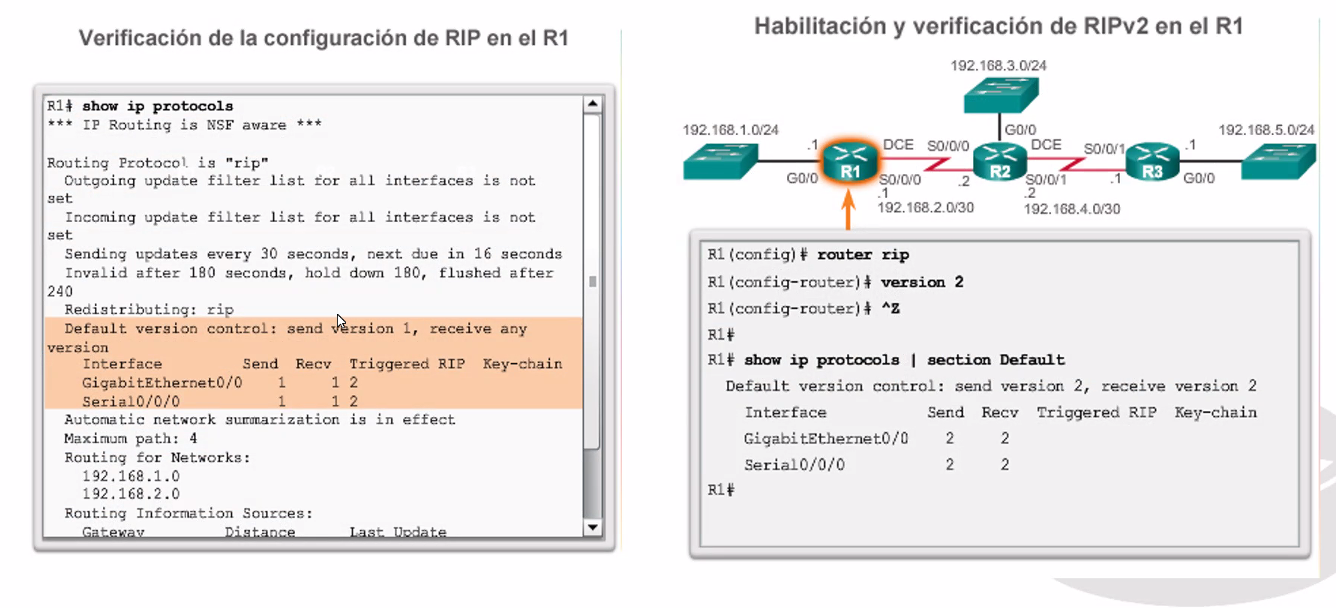 Verificación de la configuración de RIP en el R1
R1# show ip protocols
*** IP Routing is NSF aware ***
Routing Protocol is "rip"
Outgoing update filter list for all interfaces is not
set
Incoming update filter list for all interfaces is not
set
Sending updates every 30 seconds, next due in 16 seconds
Invalid after 180 seconds, hold down 180, flushed after
240
Redistributing: rip
Default version control: send version 1, receive any
version
Interface Send Recv Triggered RIP Key-chain
GigabitEthernet0/0 1 1 2
Serial0/0/0 1 1 2
Automatic network summarization is in effect
Maximum path: 4
Routing for Networks:
192.168.1.0
192.168.2.0
Routing Information Sources:
Gateway Distance Last Update
Habilitación y verificación de RIPv2 en el R1
192.168.3.0/24
192.168.1.0/24
192.168.5.0/24
G0/0
.1 DCE S0/0/0 DCE S0/0/1 .1
R1 R2 R3
G0/0 S0/0/0 .2 S0/0/1 .1 G0/0
.1 .2
192.168.2.0/30 192.168.4.0/30
R1(config)# router rip
R1(config-router)# version 2
R1(config-router)# ^Z
R1#
R1# show ip protocols | section Default
Default version control: send version 2, receive version 2
Interface Send Recv Triggered RIP Key-chain
GigabitEthernet0/0 2 2
Serial0/0/0 2 2
R1#